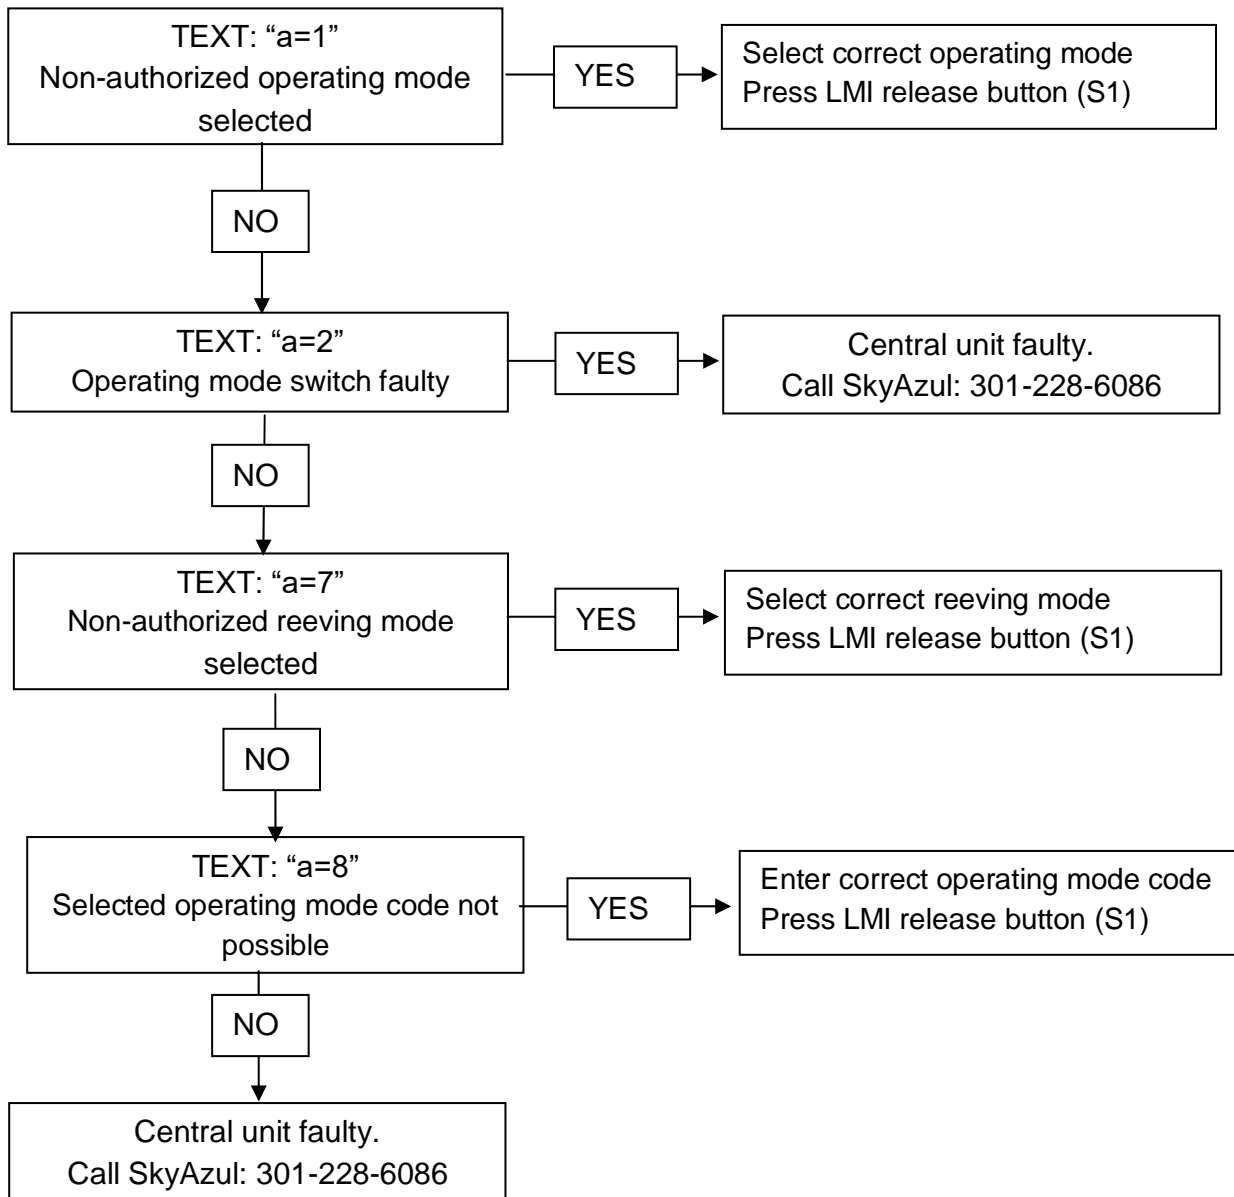 TEXT: “a=1”
Non-authorized operating mode
selected
YES
Select correct operating mode
Press LMI release button (S1)
NO
TEXT: “a=2”
Operating mode switch faulty
YES
Central unit faulty.
Call SkyAzul: 301-228-6086
NO
TEXT: “a=7”
Non-authorized reeving mode
selected
YES
Select correct reeving mode
Press LMI release button (S1)
NO
TEXT: “a=8”
Selected operating mode code not
possible
YES
Enter correct operating mode code
Press LMI release button (S1)
NO
Central unit faulty.
Call SkyAzul: 301-228-6086